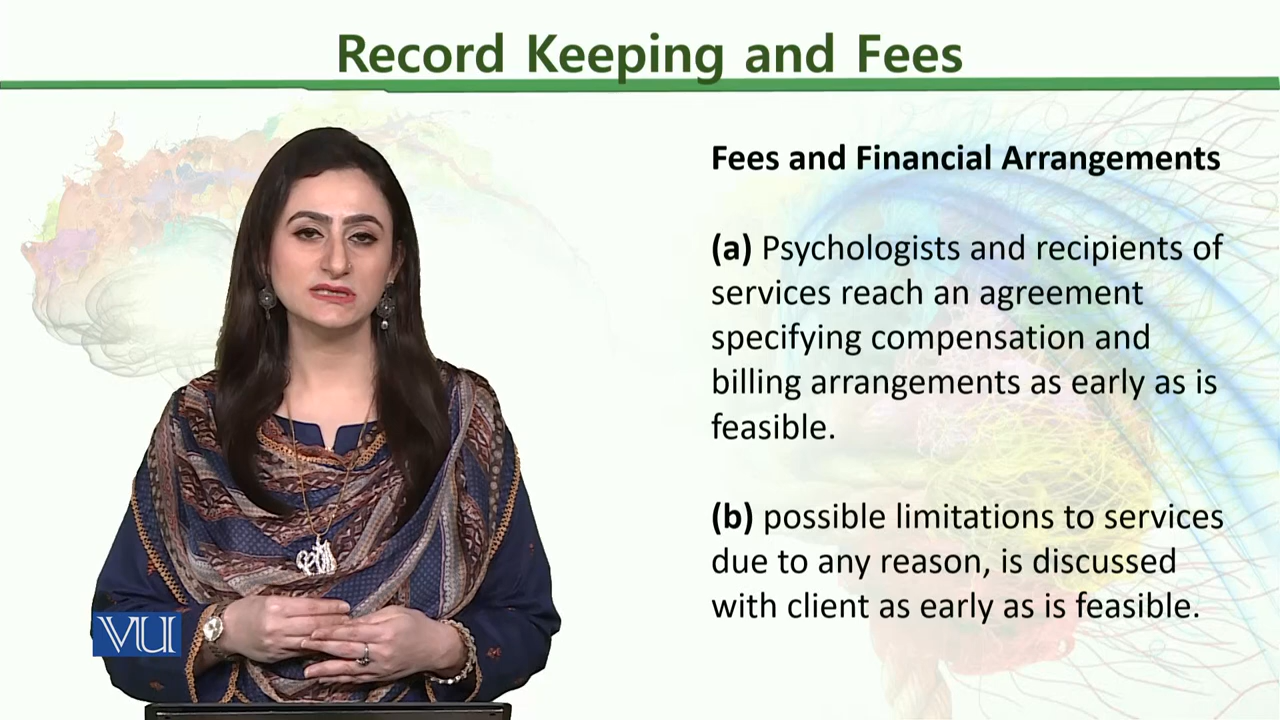 Record Keeping and Fees
Fees and Financial Arrangements
(a) Psychologists and recipients of
services reach an agreement
specifying compensation and
billing arrangements as early as is
feasible.
(b) possible limitations to services
due to any reason, is discussed
with client as early as is feasible.
VU